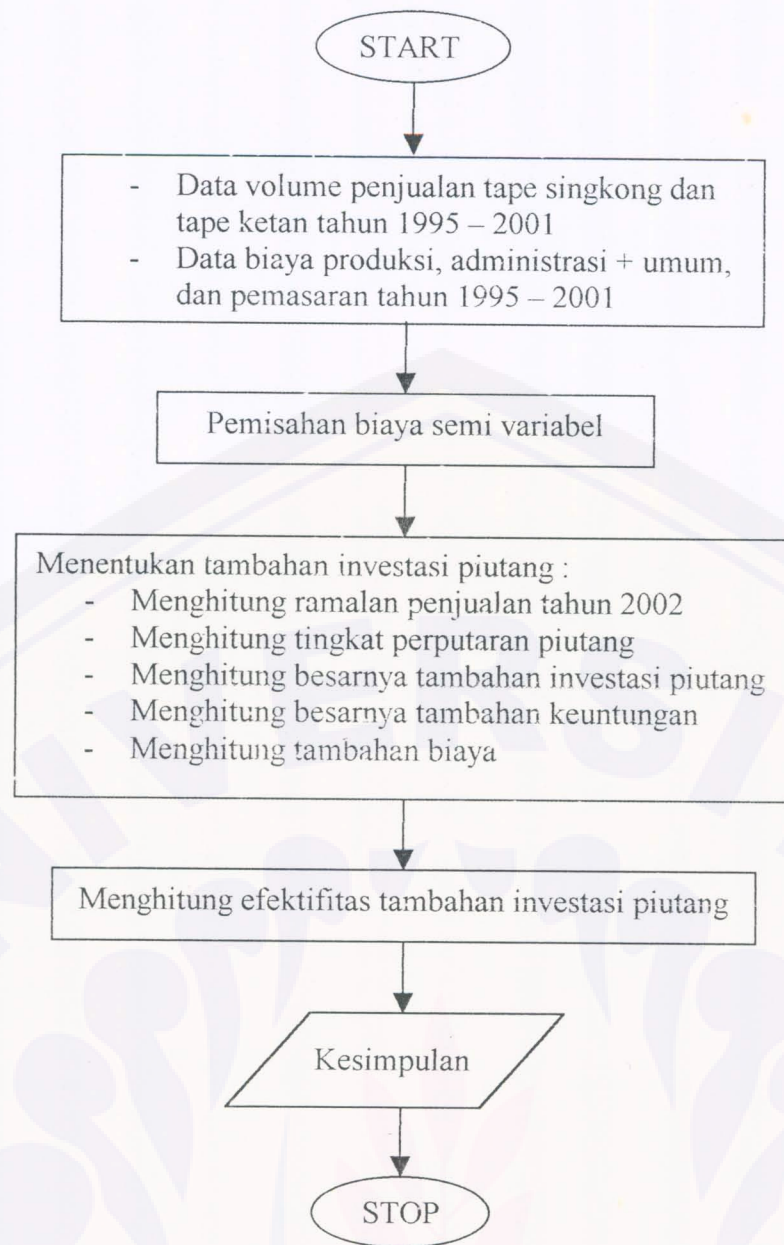 START
- Data volume penjualan tape singkong dan
tape ketan tahun 1995 – 2001
- Data biaya produksi, administrasi + umum,
dan pemasaran tahun 1995 – 2001
Pemisahan biaya semi variabel
Menentukan tambahan investasi piutang :
- Menghitung ramalan penjualan tahun 2002
- Menghitung tingkat perputaran piutang
- Menghitung besarnya tambahan investasi piutang
- Menghitung besarnya tambahan keuntungan
- Menghitung tambahan biaya
Menghitung efektifitas tambahan investasi piutang
Kesimpulan
STOP